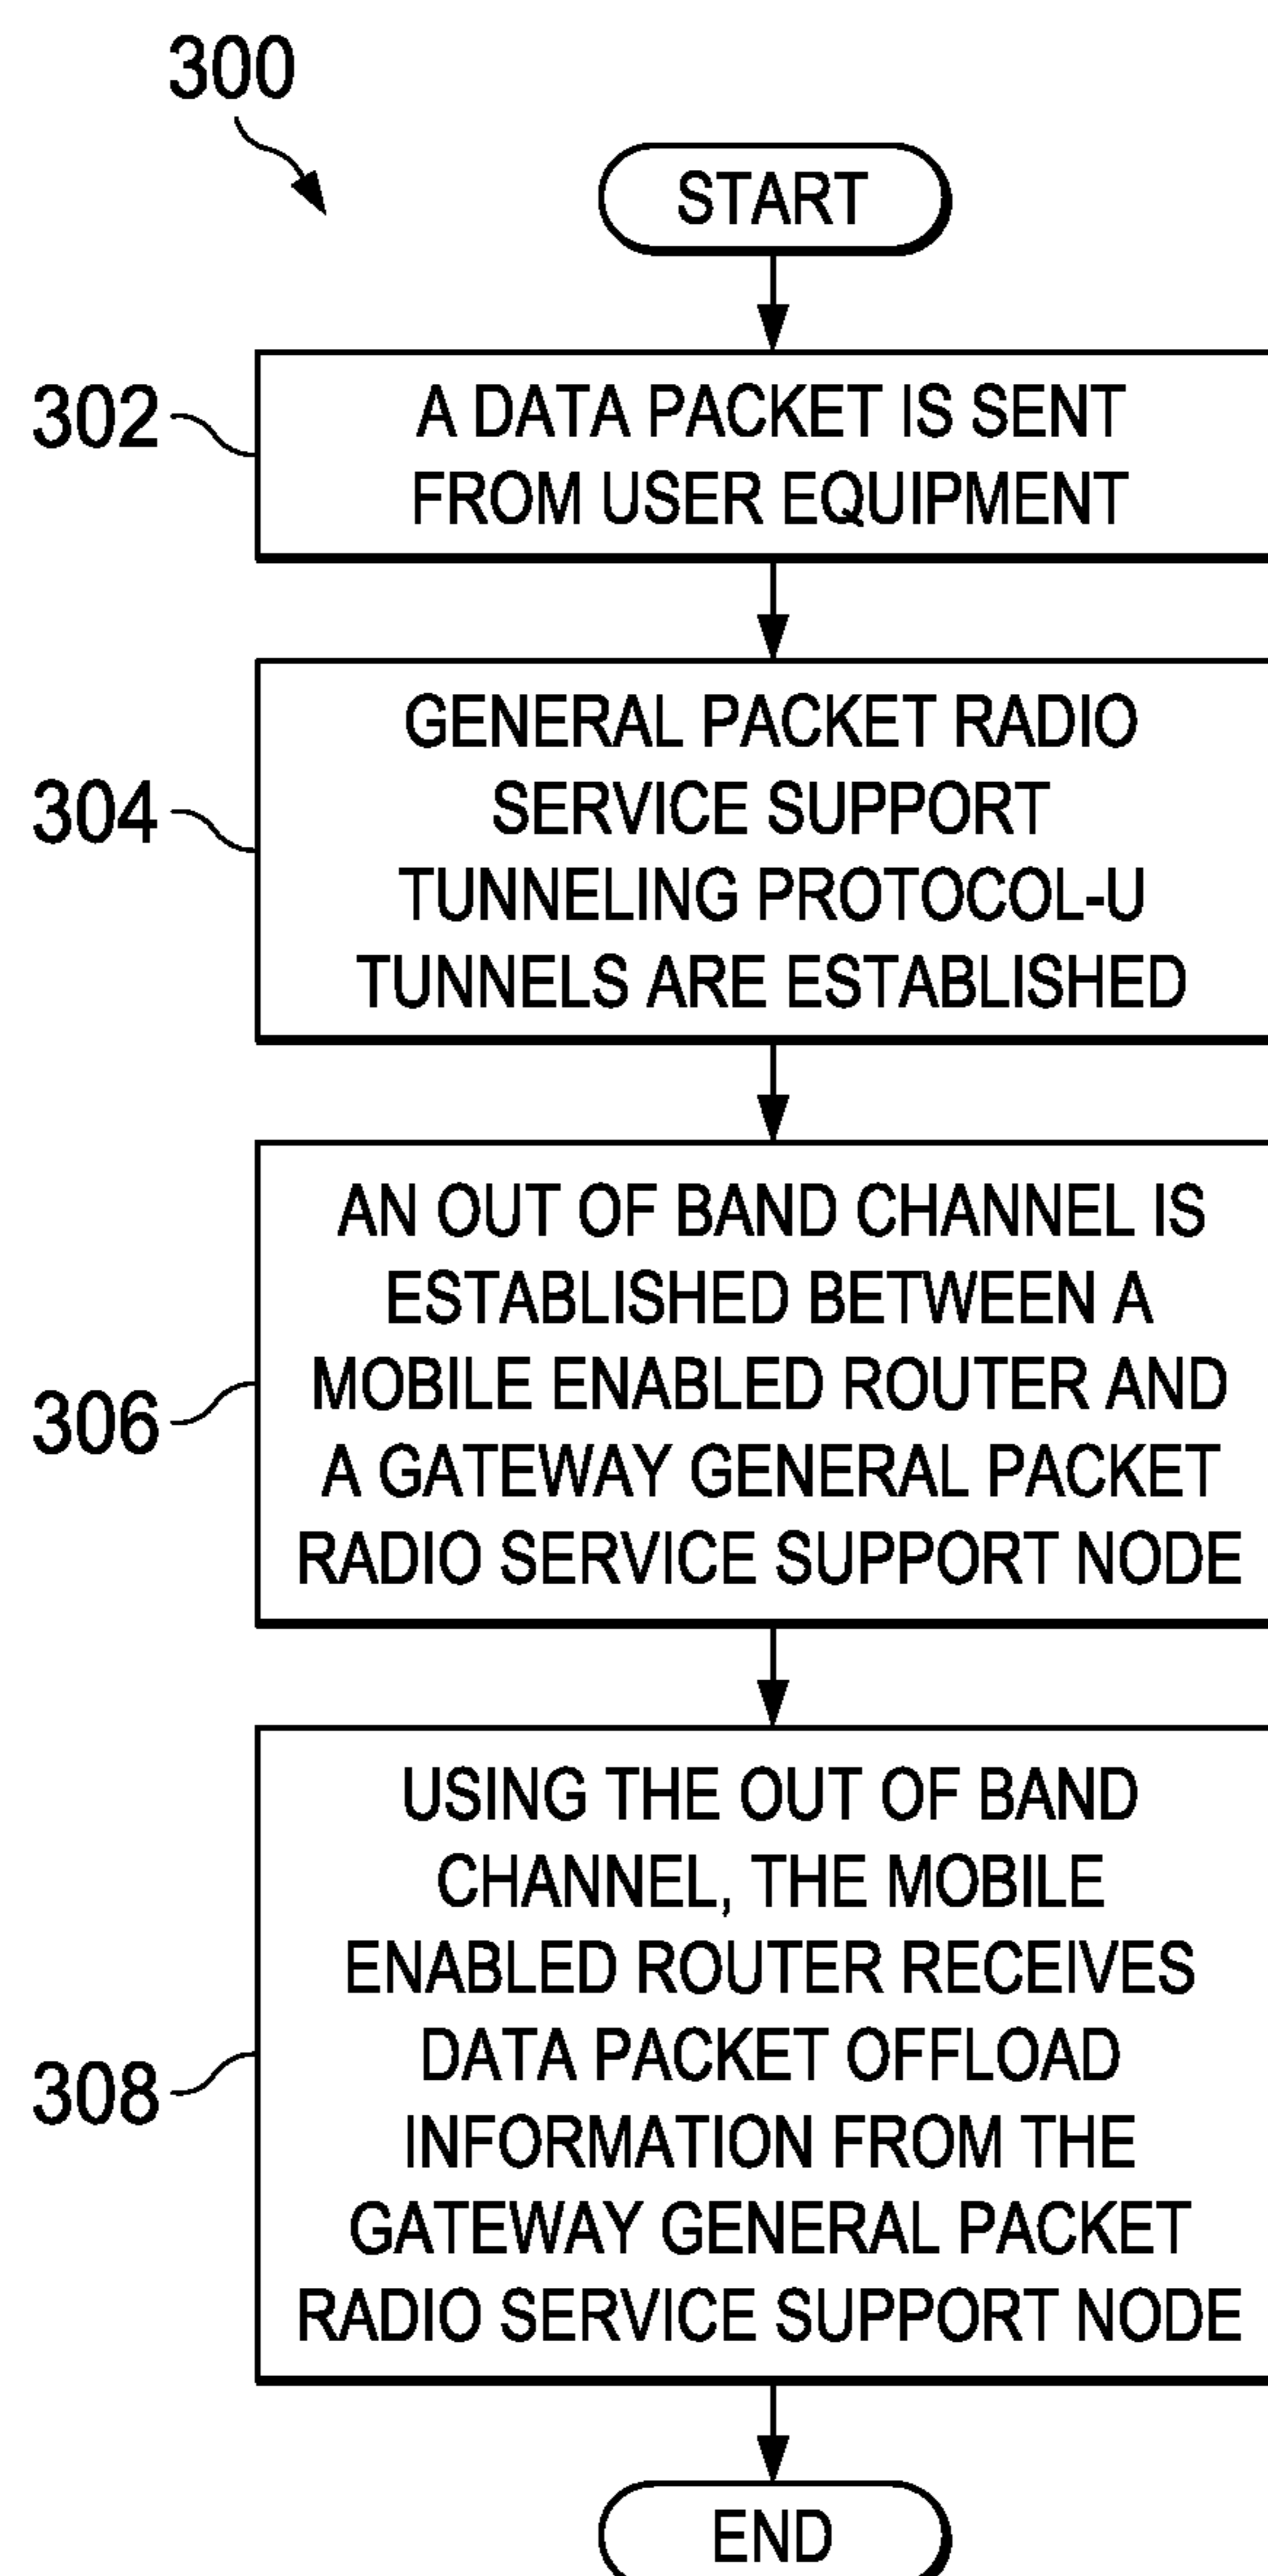 300
START
302
A DATA PACKET IS SENT
FROM USER EQUIPMENT
304
GENERAL PACKET RADIO
SERVICE SUPPORT
TUNNELING PROTOCOL-U
TUNNELS ARE ESTABLISHED
306
AN OUT OF BAND CHANNEL IS
ESTABLISHED BETWEEN A
MOBILE ENABLED ROUTER AND
A GATEWAY GENERAL PACKET
RADIO SERVICE SUPPORT NODE
308
USING THE OUT OF BAND
CHANNEL, THE MOBILE
ENABLED ROUTER RECEIVES
DATA PACKET OFFLOAD
INFORMATION FROM THE
GATEWAY GENERAL PACKET
RADIO SERVICE SUPPORT NODE
END